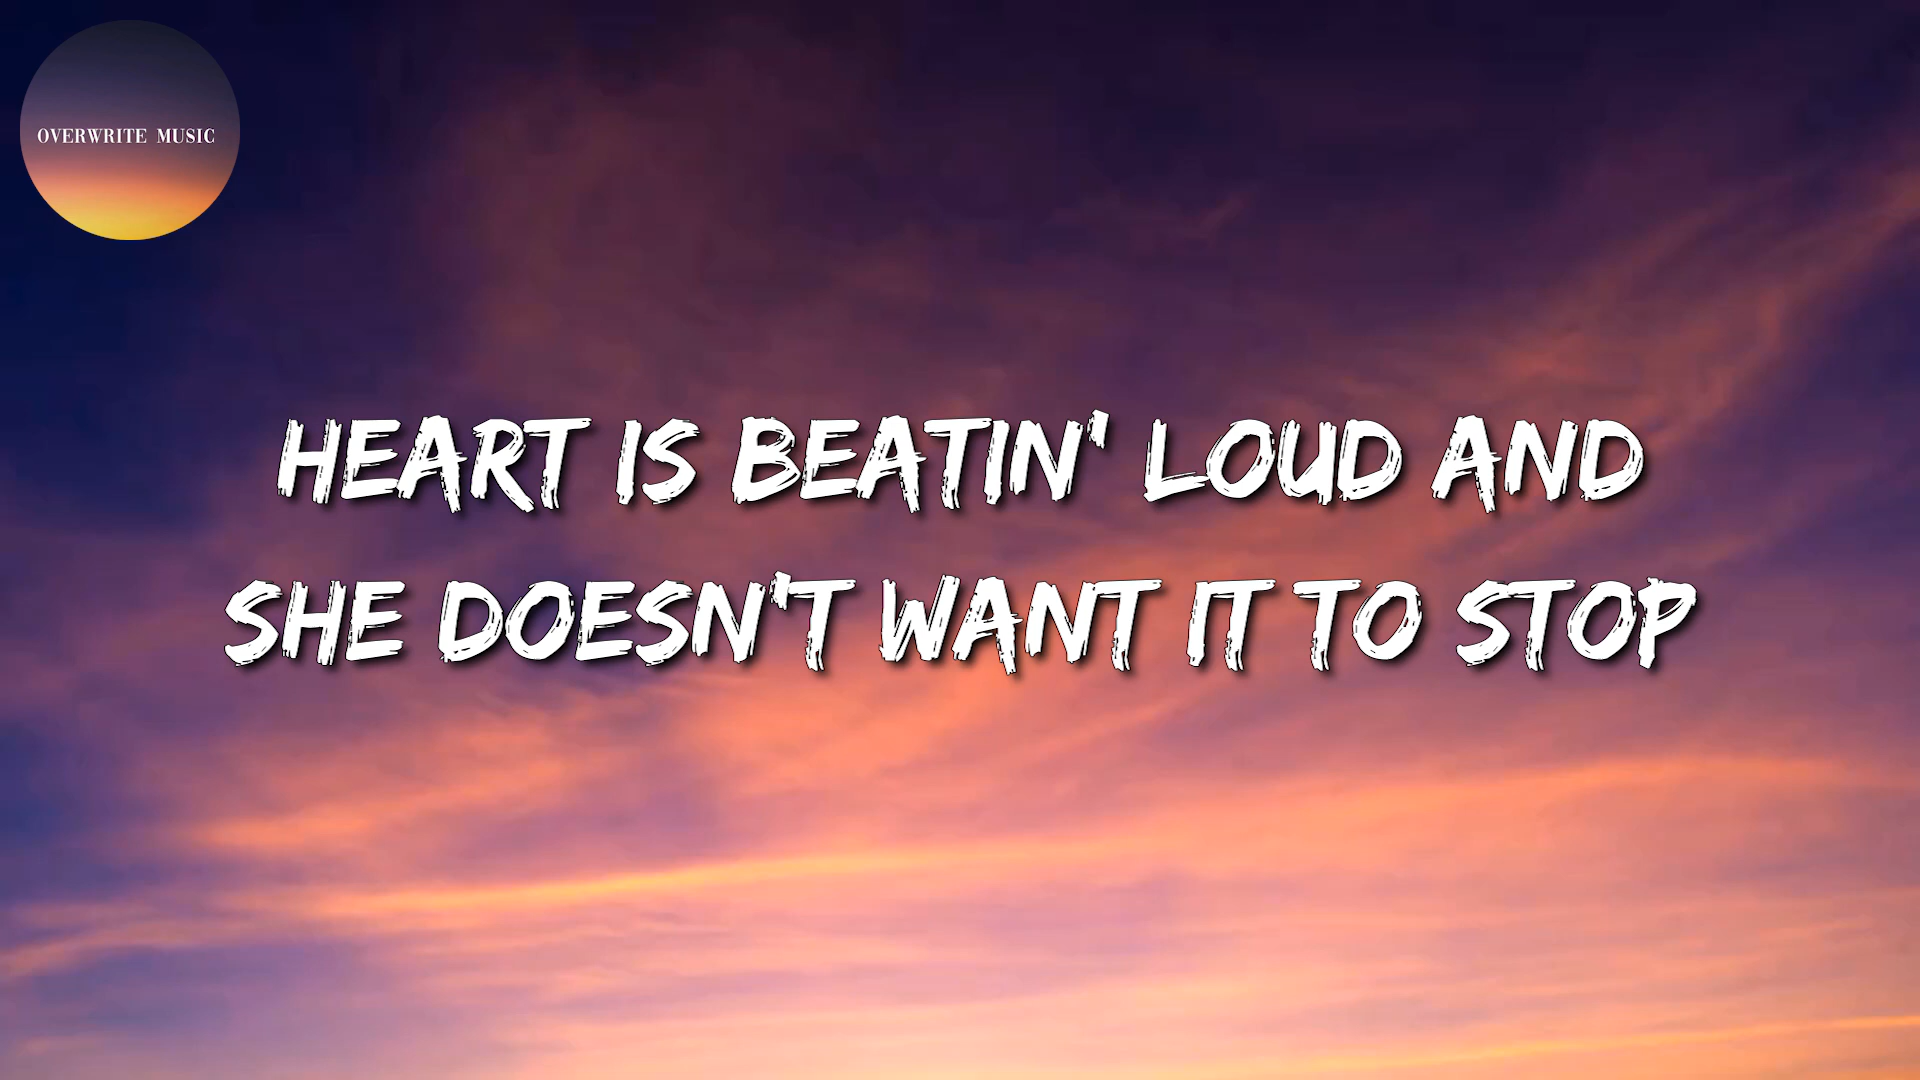 OVERWRITE MUSIC
HEART IS BEATIN' LOUD AND
SHE DOESN'T WANT IT TO STOP